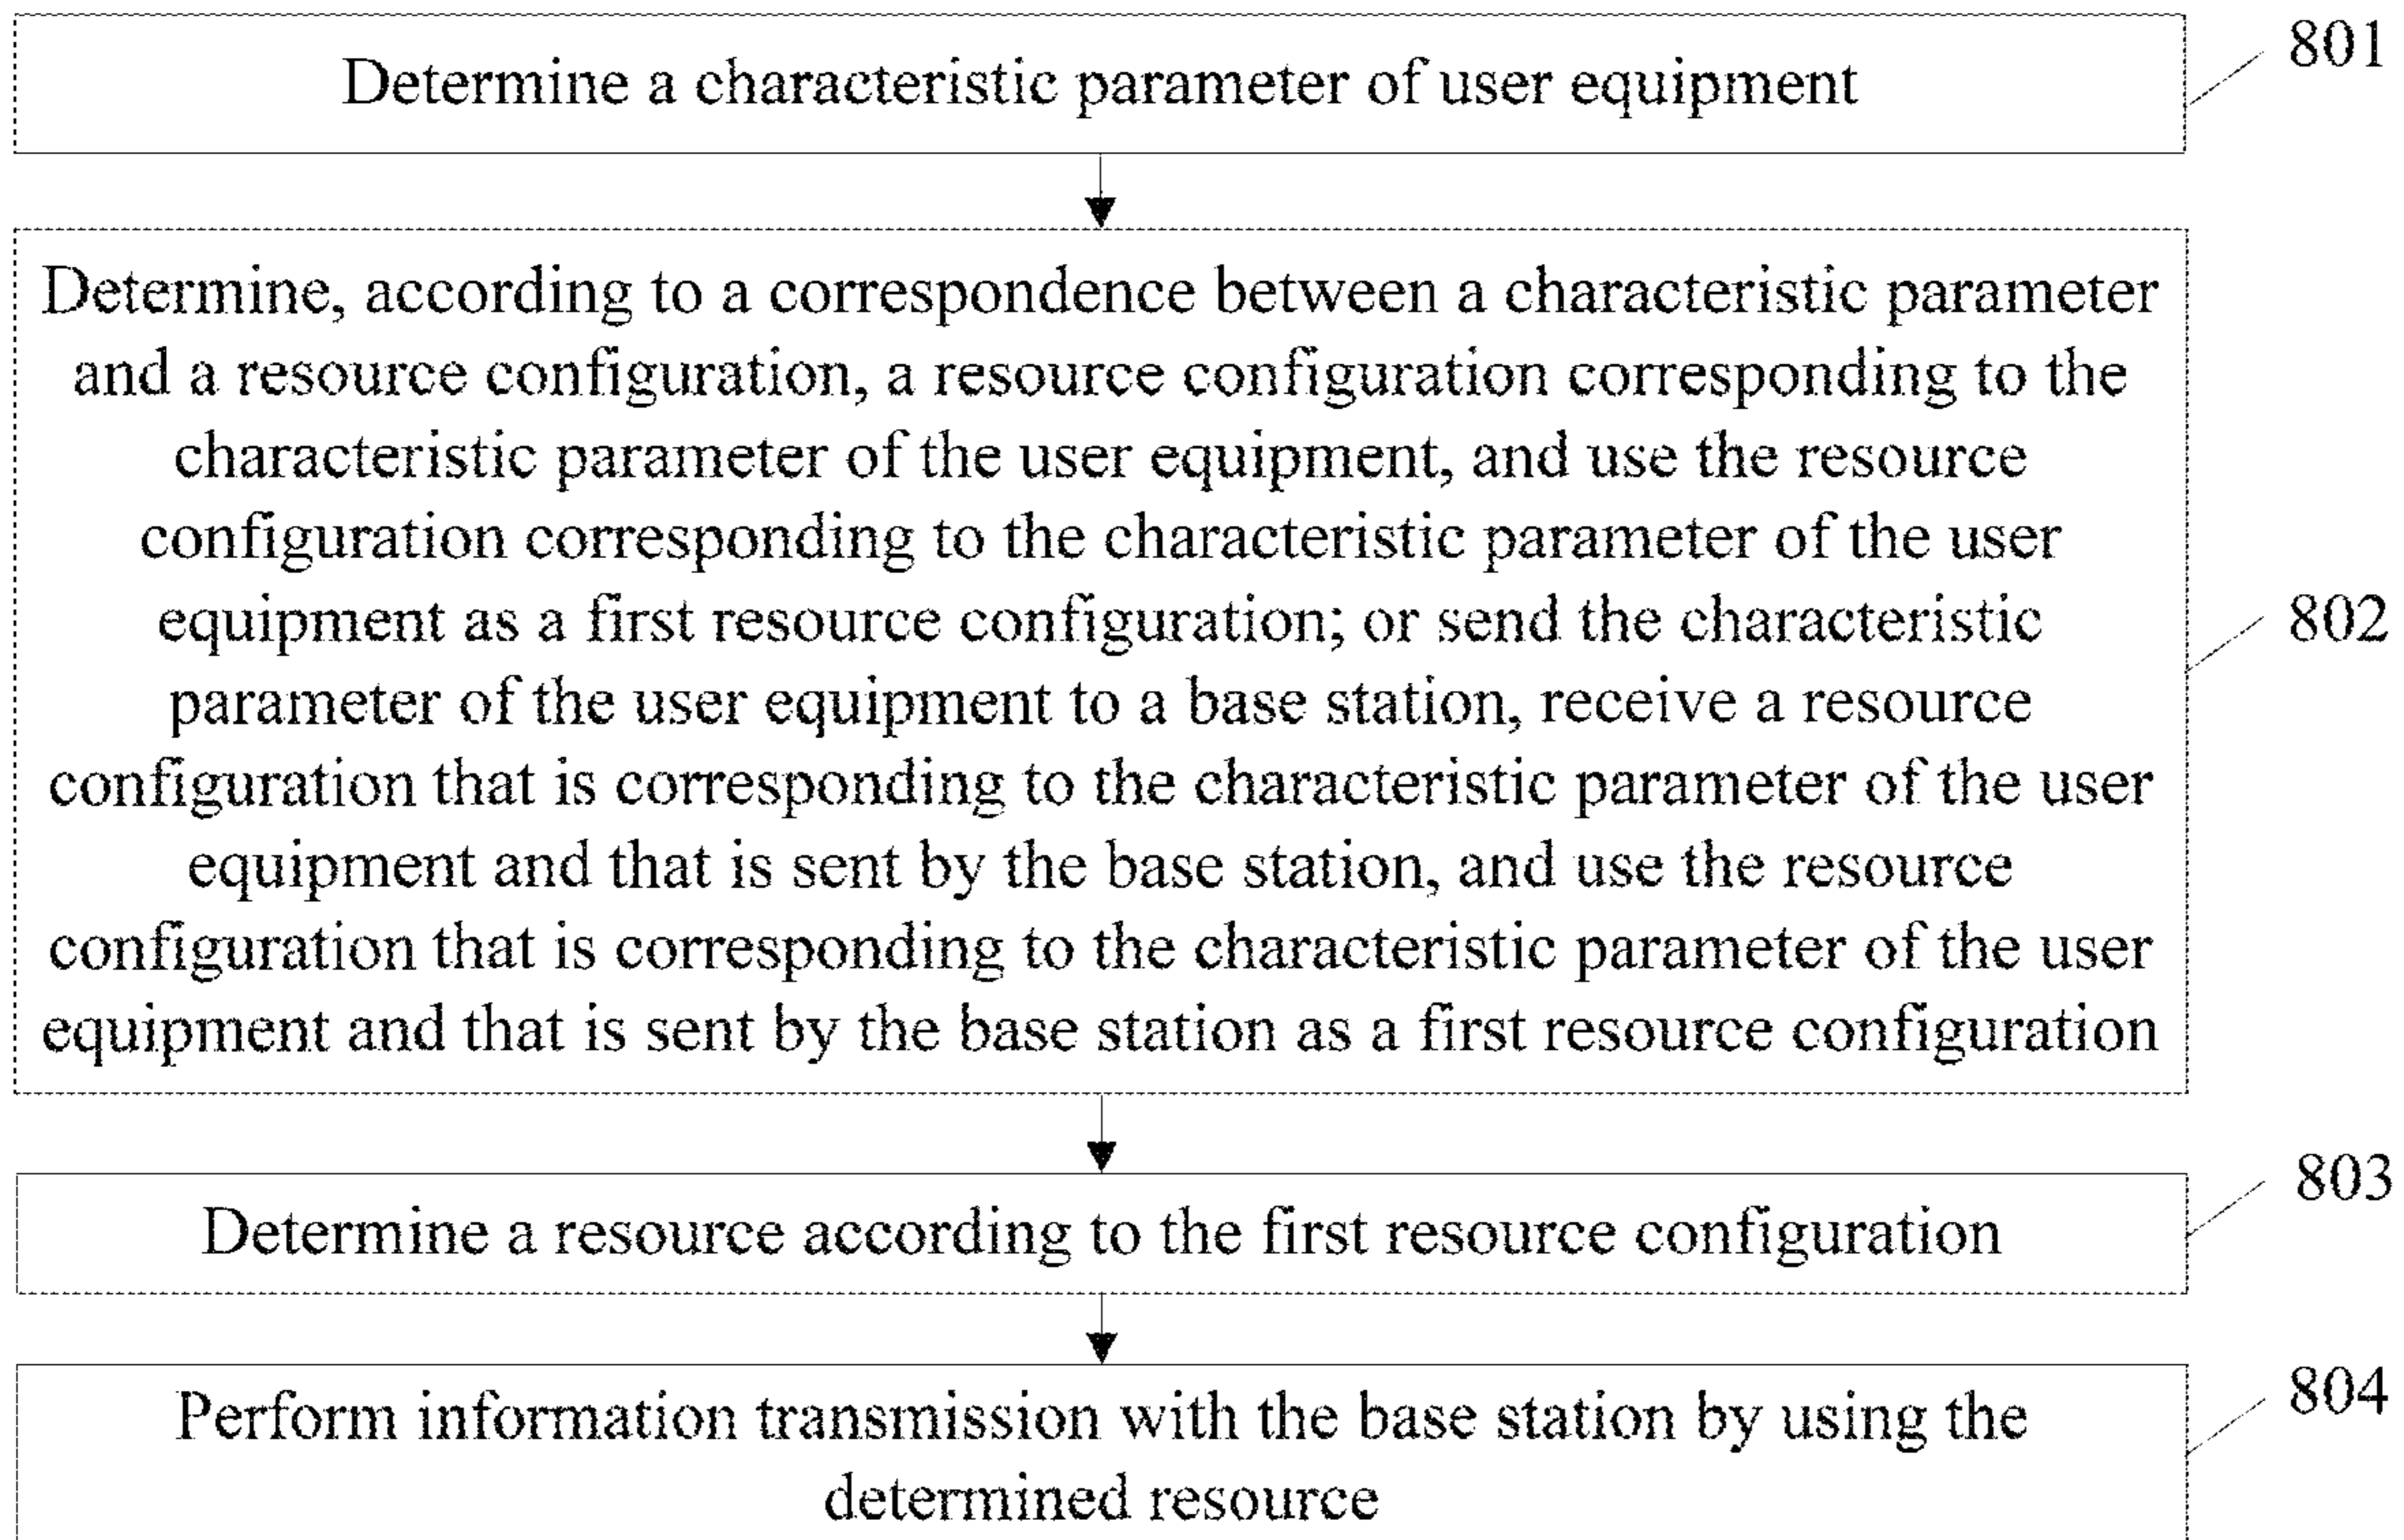 Determine a characteristic parameter of user equipment
801
Determine, according to a correspondence between a characteristic parameter
and a resource configuration, a resource configuration corresponding to the
characteristic parameter of the user equipment, and use the resource
configuration corresponding to the characteristic parameter of the user
equipment as a first resource configuration; or send the characteristic
parameter of the user equipment to a base station, receive a resource
configuration that is corresponding to the characteristic parameter of the user
equipment and that is sent by the base station, and use the resource
configuration that is corresponding to the characteristic parameter of the user
equipment and that is sent by the base station as a first resource configuration
802
Determine a resource according to the first resource configuration
803
Perform information transmission with the base station by using the
determined resource
804